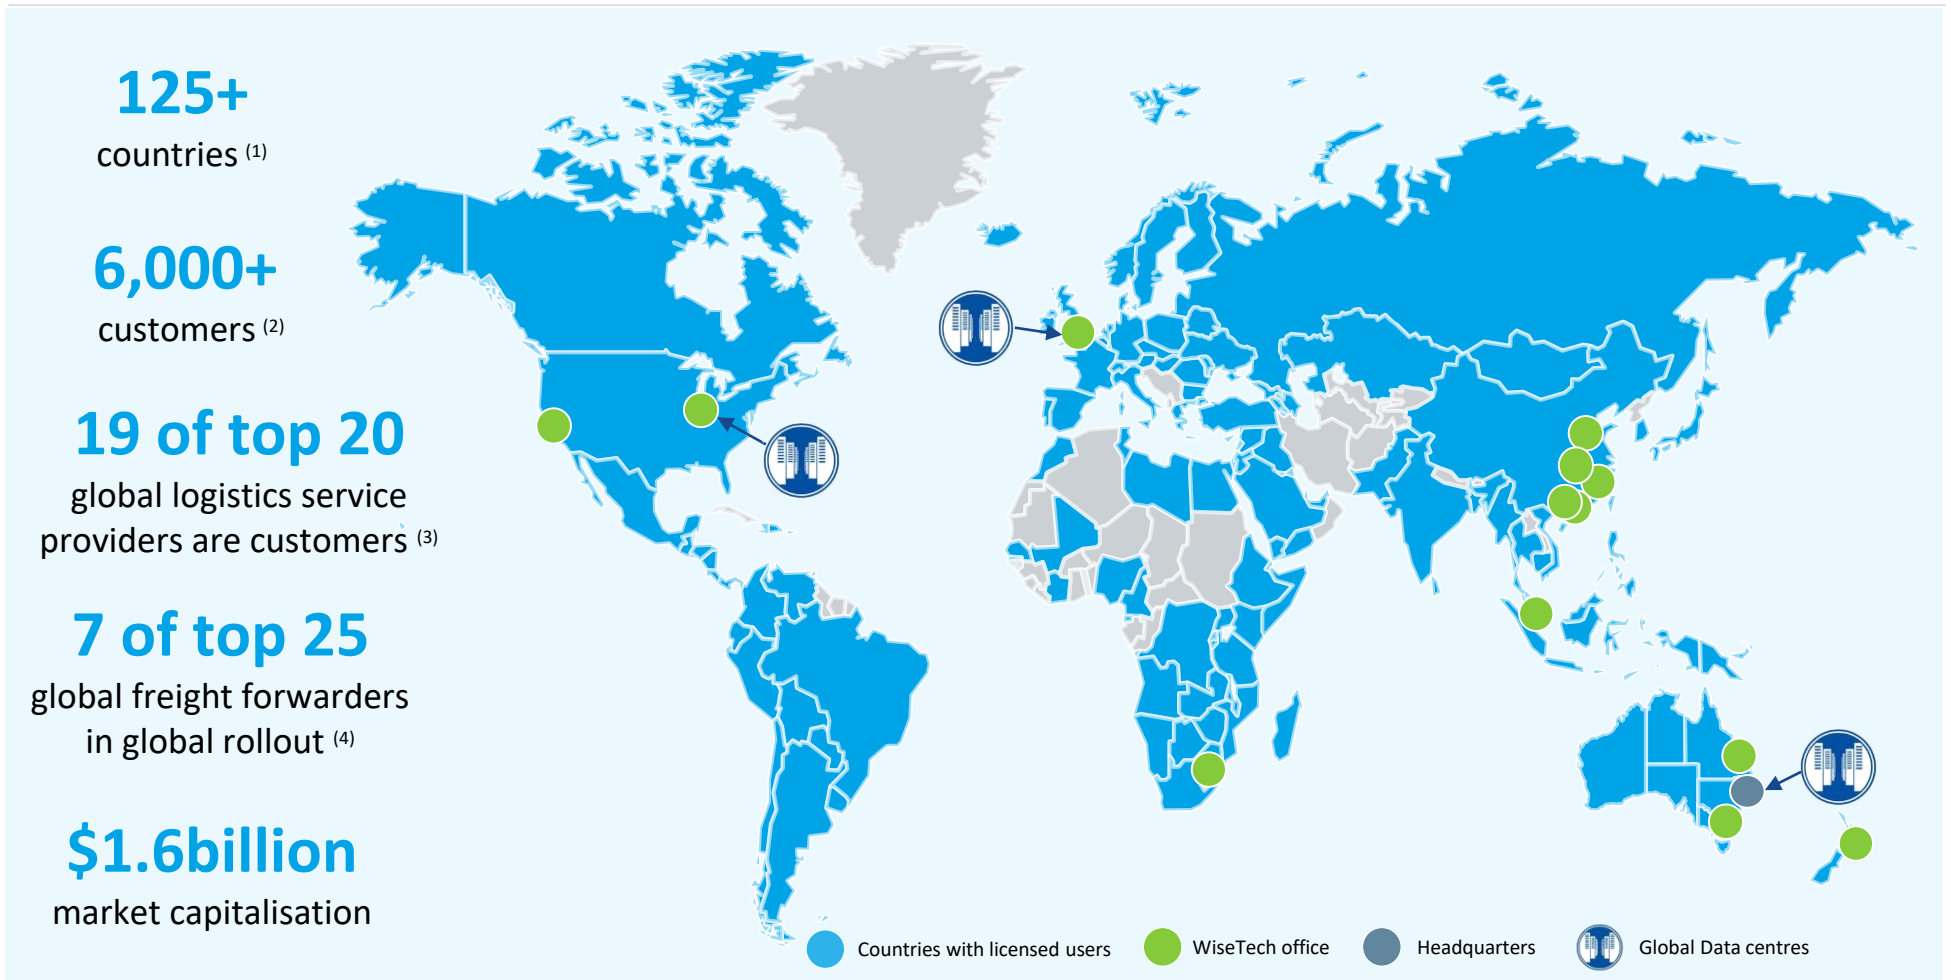 125+
countries (1)
6,000+
customers (2)
19 of top 20
global logistics service
providers are customers (3)
7 of top 25
global freight forwarders
in global rollout (4)
$1.6billion
market capitalisation
Countries with licensed users
WiseTech office
Headquarters
Global Data centres